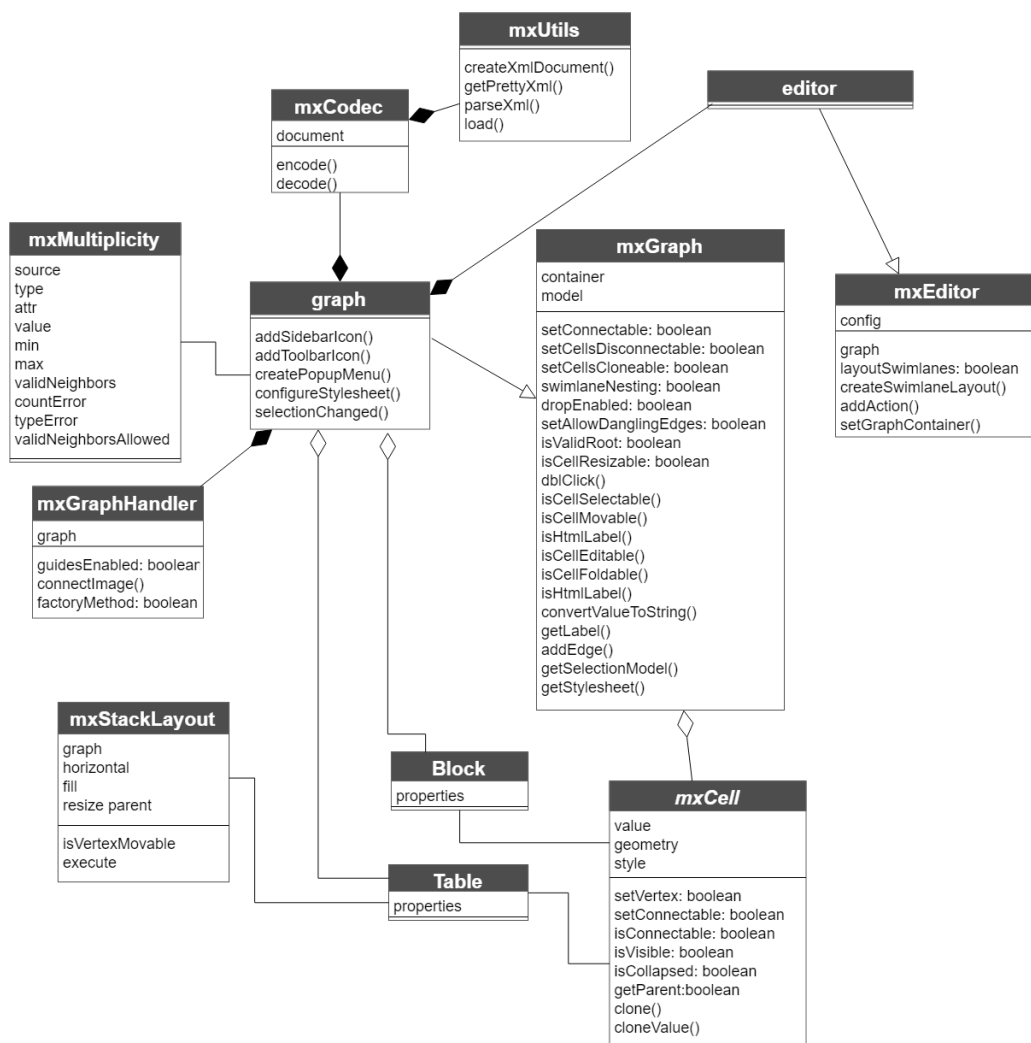 mxUtils
createXmlDocument()
getPrettyXml()
parseXml()
load()
editor
mxCodec
document
encode()
decode()
mxMultiplicity
source
type
attr
value
min
max
validNeighbors
countError
typeError
validNeighborsAllowed
graph
addSidebarIcon()
addToolbarIcon()
createPopupMenu()
configureStylesheet()
selectionChanged()
mxGraph
container
model
setConnectable: boolean
setCellsDisconnectable: boolean
setCellsCloneable: boolean
swimlaneNesting: boolean
dropEnabled: boolean
setAllowDanglingEdges: boolean
isValidRoot: boolean
isCellResizable: boolean
dblClick()
isCellSelectable()
isCellMovable()
isHtmlLabel()
isCellEditable()
isCellFoldable()
isHtmlLabel()
convertValueToString()
getLabel()
addEdge()
getSelectionModel()
getStylesheet()
mxEditor
config
graph
layoutSwimlanes: boolean
createSwimlaneLayout()
addAction()
setGraphContainer()
mxGraphHandler
graph
guidesEnabled: boolean
connectImage()
factoryMethod: boolean
mxStackLayout
graph
horizontal
fill
resize parent
isVertexMovable
execute
Block
properties
Table
properties
mxCell
value
geometry
style
setVertex: boolean
setConnectable: boolean
isConnectable: boolean
isVisible: boolean
isCollapsed: boolean
getParent:boolean
clone()
cloneValue()